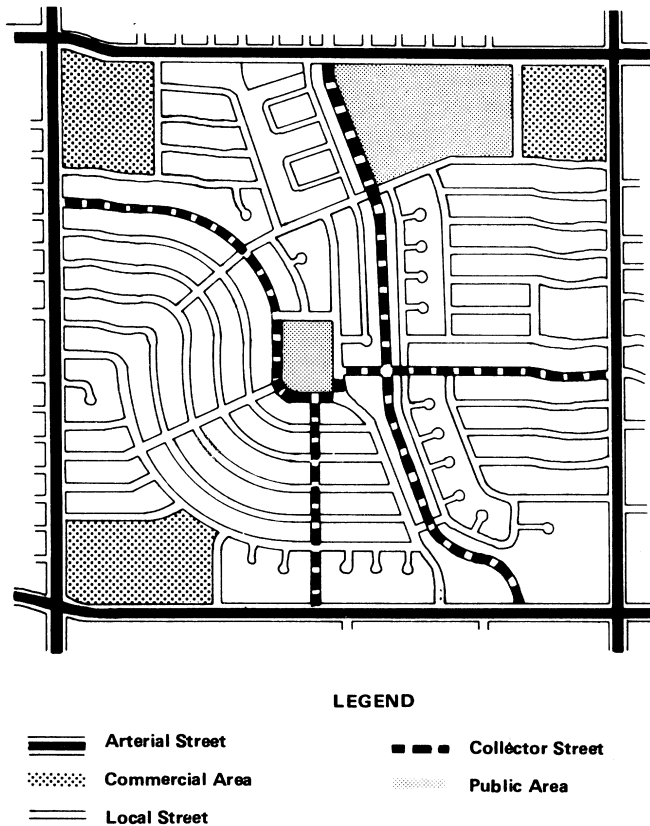 LEGEND
Arterial Street
Commercial Area
Local Street
Collector Street
Public Area